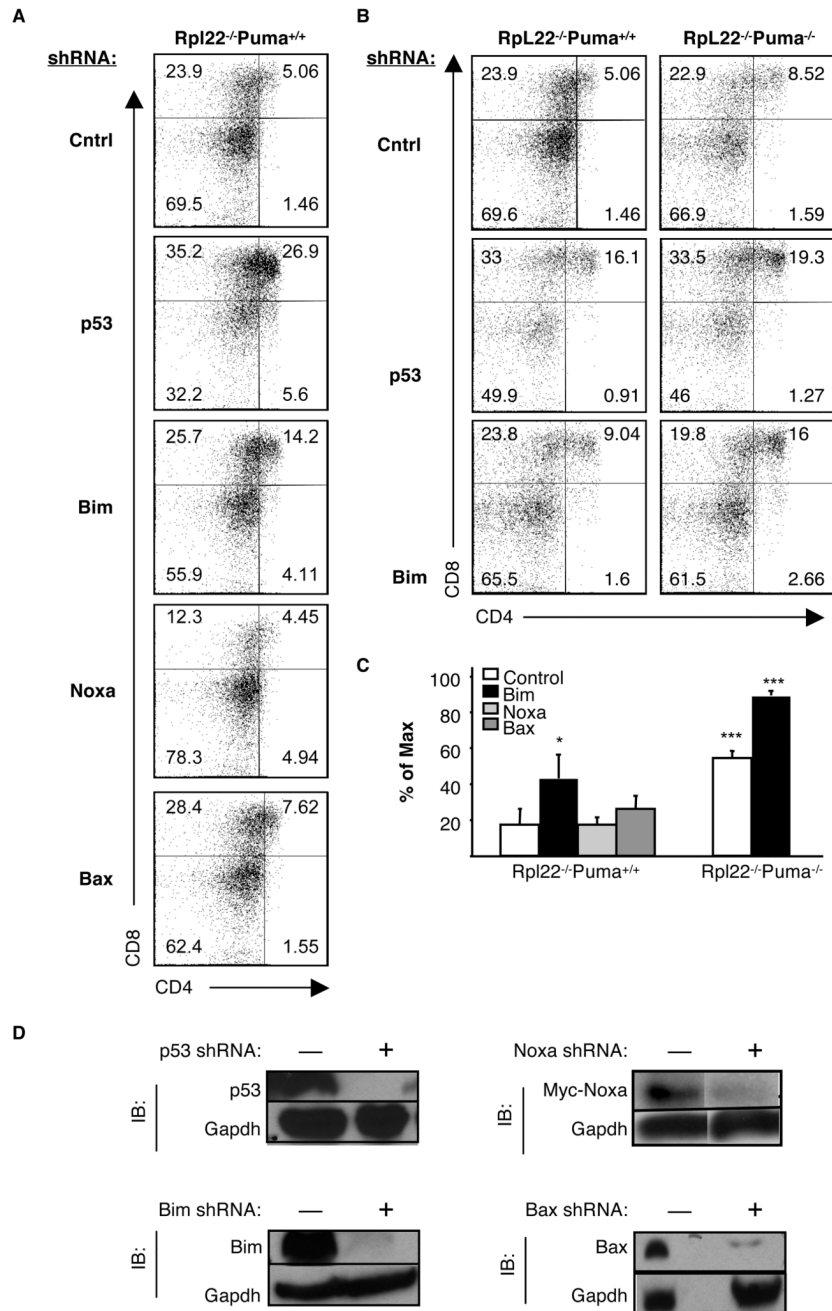 A
Rpl22-/-Puma+/+
shRNA:
Cntrl
23.9 5.06
69.5 1.46
p53
35.2 26.9
32.2 5.6
Bim
25.7 14.2
55.9 4.11
Noxa
12.3 4.45
78.3 4.94
Bax
28.4 7.62
62.4 1.55
CD8
CD4
B
RpL22-/-Puma+/+ RpL22-/-Puma-/-
shRNA:
Cntrl
23.9 5.06 22.9 8.52
69.6 1.46 66.9 1.59
p53
33 16.1 33.5 19.3
49.9 0.91 46 1.27
Bim
23.8 9.04 19.8 16
65.5 1.6 61.5 2.66
CD8
CD4
C
% of Max
100
80
60
40
20
Control
Bim
Noxa
Bax
* *** ***
Rpl22-/-Puma+/+ Rpl22-/-Puma-/-
D
p53 shRNA: — +
IB:
p53
Gapdh
Noxa shRNA: — +
IB:
Myc-Noxa
Gapdh
Bim shRNA: — +
IB:
Bim
Gapdh
Bax shRNA: — +
IB:
Bax
Gapdh